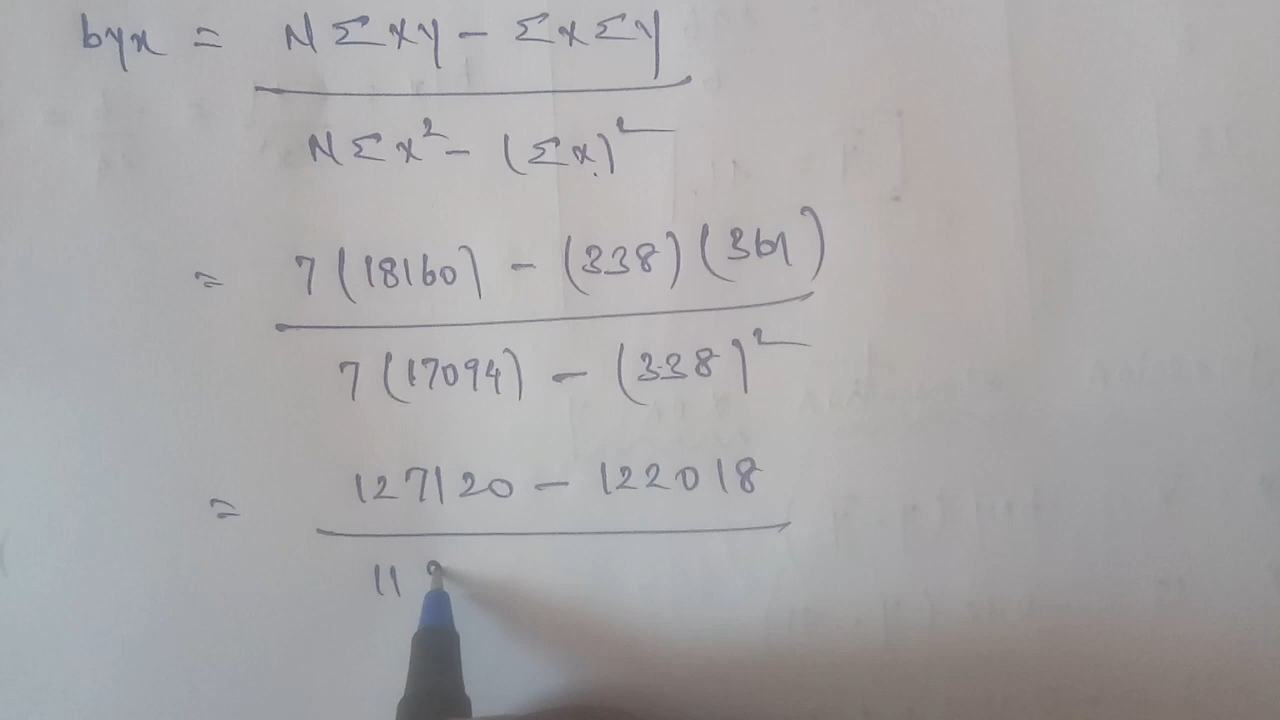 byx = NΣxy - ΣxΣy
NΣx² - (Σx)²
= 7(18160) - (338)(361)
7(17094) - (338)²
= 127120 - 122018
11